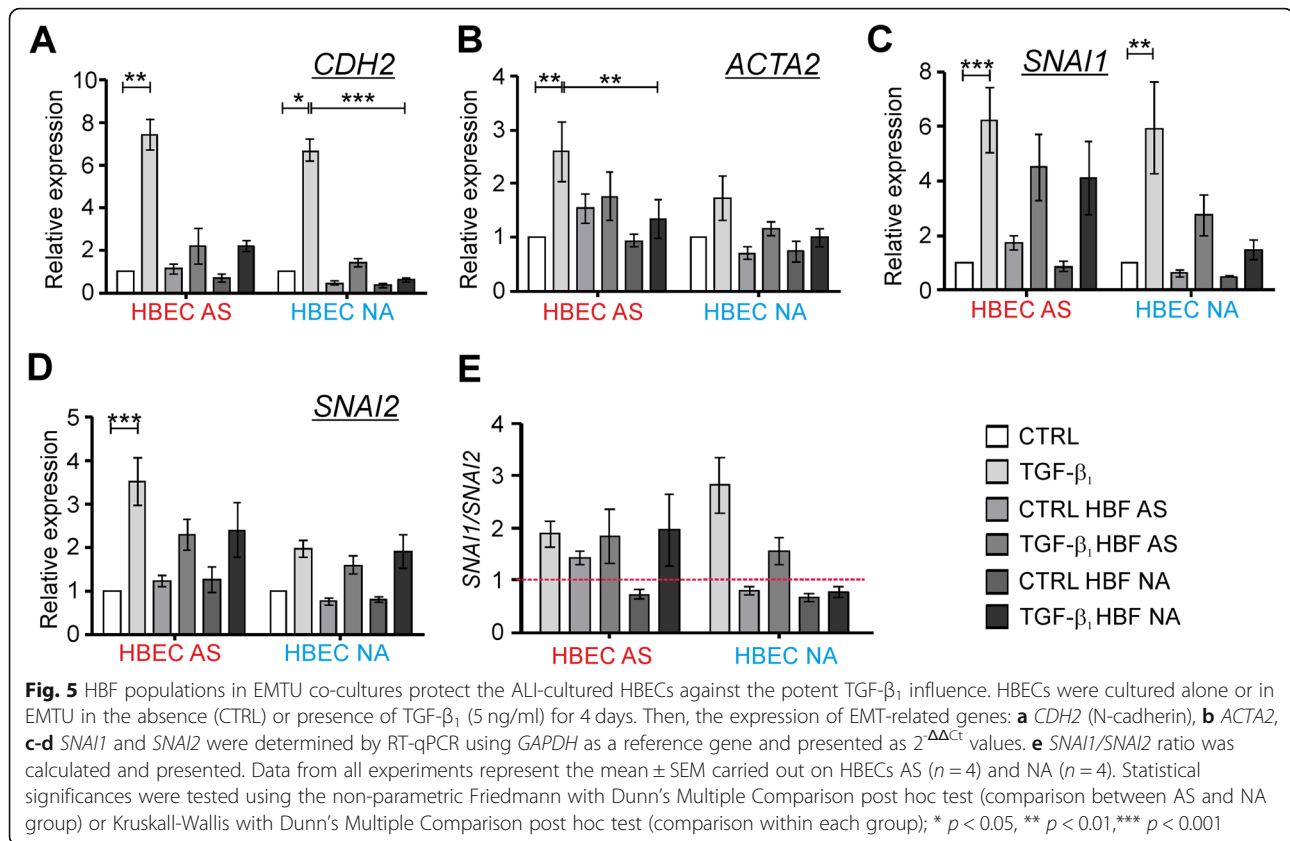 A
CDH2
Relative expression
10
8
6
4
2
0
**
*
***
HBEC AS
HBEC NA
B
ACTA2
Relative expression
4
3
2
1
0
**
**
HBEC AS
HBEC NA
C
SNAI1
Relative expression
8
6
4
2
0
***
**
HBEC AS
HBEC NA
D
SNAI2
Relative expression
5
4
3
2
1
0
***
HBEC AS
HBEC NA
E
SNAI1/SNAI2
4
3
2
1
0
HBEC AS
HBEC NA
CTRL
TGF-β₁
CTRL HBF AS
TGF-β₁ HBF AS
CTRL HBF NA
TGF-β₁ HBF NA
Fig. 5 HBF populations in EMTU co-cultures protect the ALI-cultured HBECs against the potent TGF-β₁ influence. HBECs were cultured alone or in
EMTU in the absence (CTRL) or presence of TGF-β₁ (5 ng/ml) for 4 days. Then, the expression of EMT-related genes: a CDH2 (N-cadherin), b ACTA2,
c-d SNAI1 and SNAI2 were determined by RT-qPCR using GAPDH as a reference gene and presented as 2^-ΔΔCt values. e SNAI1/SNAI2 ratio was
calculated and presented. Data from all experiments represent the mean ± SEM carried out on HBECs AS (n = 4) and NA (n = 4). Statistical
significances were tested using the non-parametric Friedmann with Dunn's Multiple Comparison post hoc test (comparison between AS and NA
group) or Kruskall-Wallis with Dunn's Multiple Comparison post hoc test (comparison within each group); * p < 0.05, ** p < 0.01,*** p < 0.001